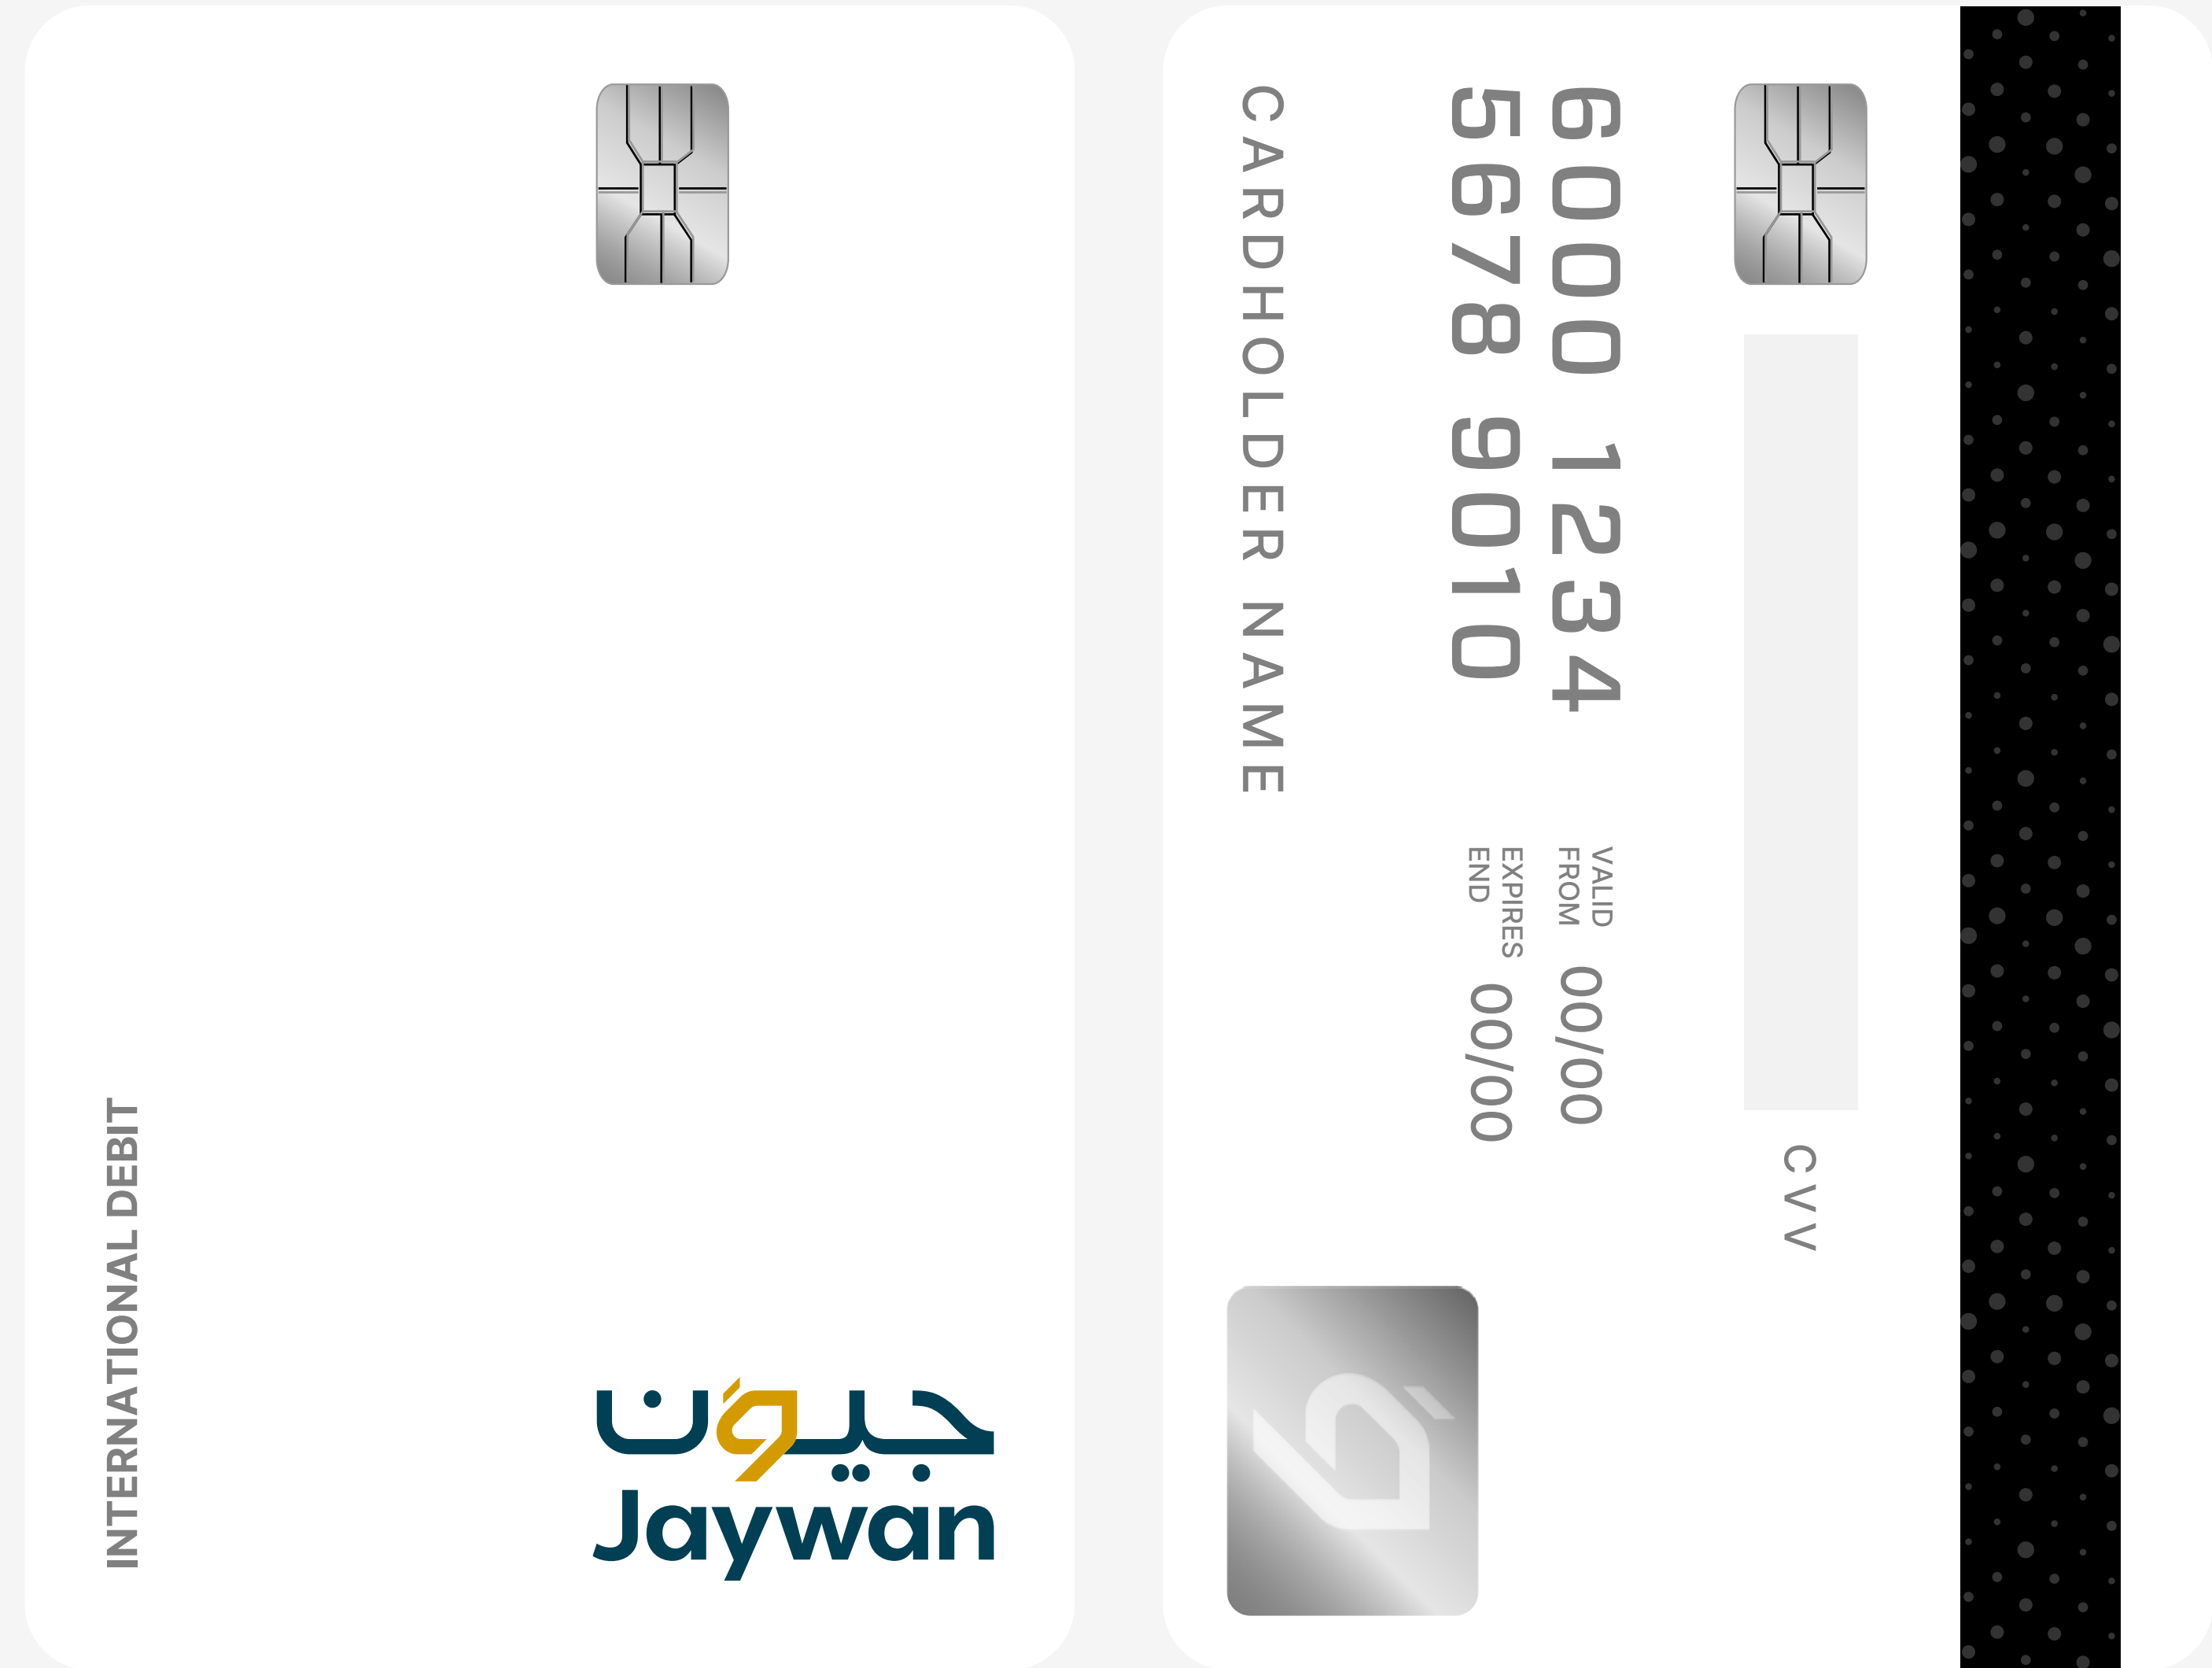 INTERNATIONAL DEBIT
جيون
Jaywan
6000 1234
5678 9010
VALID
FROM 00/00
EXPIRES
END 00/00
CARDHOLDER NAME
CVV